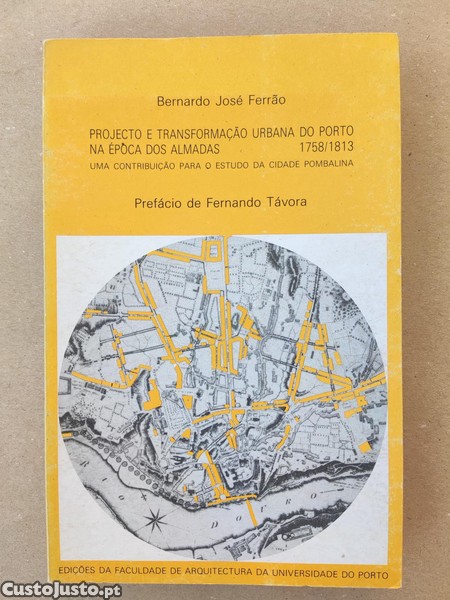 Bernardo José Ferrão
PROJECTO E TRANSFORMAÇÃO URBANA DO PORTO
NA ÉPOCA DOS ALMADAS 1758/1813
UMA CONTRIBUIÇÃO PARA O ESTUDO DA CIDADE POMBALINA
Prefácio de Fernando Távora
RIO DOURO
EDIÇÕES DA FACULDADE DE ARQUITECTURA DA UNIVERSIDADE DO PORTO
CustoJusto.pt